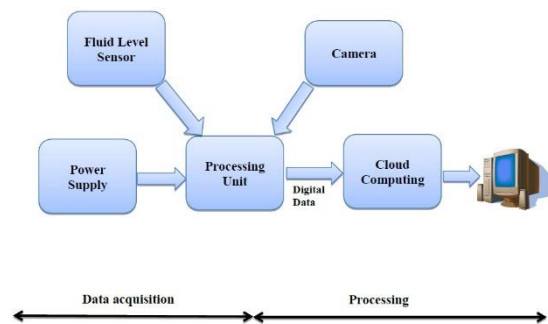 Fluid Level
Sensor
Camera
Power
Supply
Processing
Unit
Digital
Data
Cloud
Computing
Data acquisition
Processing